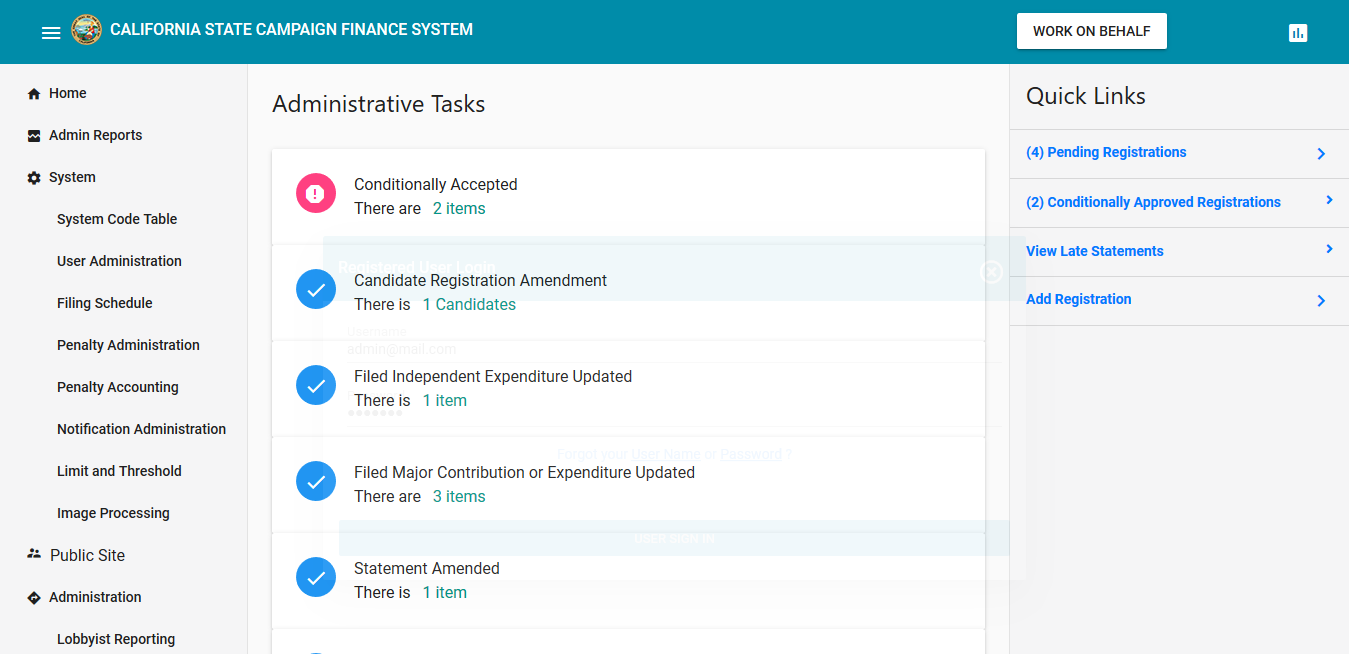 CALIFORNIA STATE CAMPAIGN FINANCE SYSTEM
WORK ON BEHALF
Home
Admin Reports
System
System Code Table
User Administration
Filing Schedule
Penalty Administration
Penalty Accounting
Notification Administration
Limit and Threshold
Image Processing
Public Site
Administration
Lobbyist Reporting
Administrative Tasks
Conditionally Accepted
There are 2 items
Registered User Login
Candidate Registration Amendment
There is 1 Candidates
Username
admin@mail.com
Filed Independent Expenditure Updated
There is 1 item
Forgot your User Name or Password ?
Filed Major Contribution or Expenditure Updated
There are 3 items
USER SIGN IN
Statement Amended
There is 1 item
Quick Links
(4) Pending Registrations
(2) Conditionally Approved Registrations
View Late Statements
Add Registration